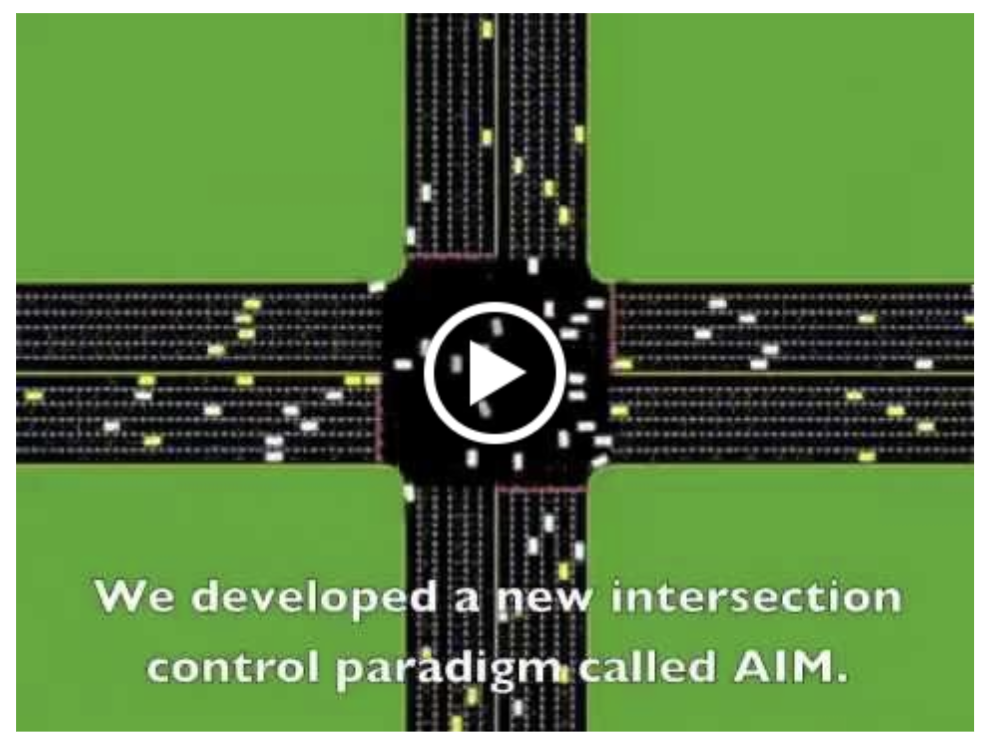 We developed a new intersection
control paradigm called AIM.